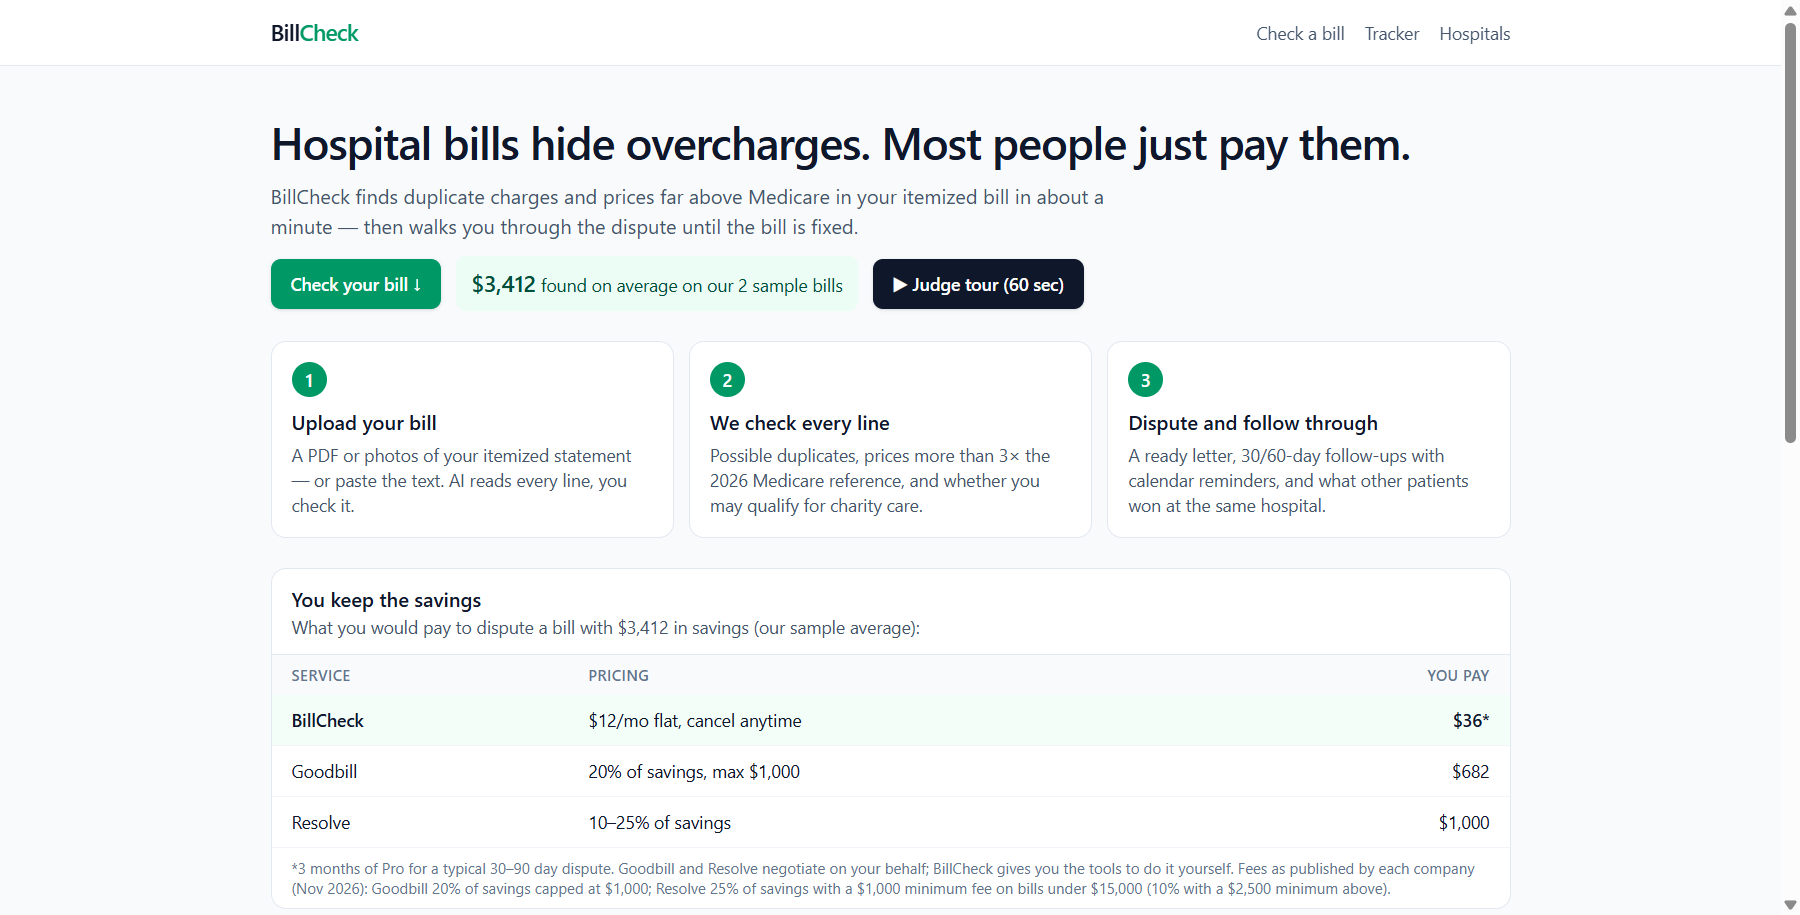 BillCheck
Check a bill Tracker Hospitals
Hospital bills hide overcharges. Most people just pay them.
BillCheck finds duplicate charges and prices far above Medicare in your itemized bill in about a
minute — then walks you through the dispute until the bill is fixed.
Check your bill ↓
$3,412 found on average on our 2 sample bills
▶ Judge tour (60 sec)
1
Upload your bill
A PDF or photos of your itemized statement
— or paste the text. AI reads every line, you
check it.
2
We check every line
Possible duplicates, prices more than 3× the
2026 Medicare reference, and whether you
may qualify for charity care.
3
Dispute and follow through
A ready letter, 30/60-day follow-ups with
calendar reminders, and what other patients
won at the same hospital.
You keep the savings
What you would pay to dispute a bill with $3,412 in savings (our sample average):
SERVICE PRICING YOU PAY
BillCheck $12/mo flat, cancel anytime $36*
Goodbill 20% of savings, max $1,000 $682
Resolve 10–25% of savings $1,000
*3 months of Pro for a typical 30–90 day dispute. Goodbill and Resolve negotiate on your behalf; BillCheck gives you the tools to do it yourself. Fees as published by each company
(Nov 2026): Goodbill 20% of savings capped at $1,000; Resolve 25% of savings with a $1,000 minimum fee on bills under $15,000 (10% with a $2,500 minimum above).